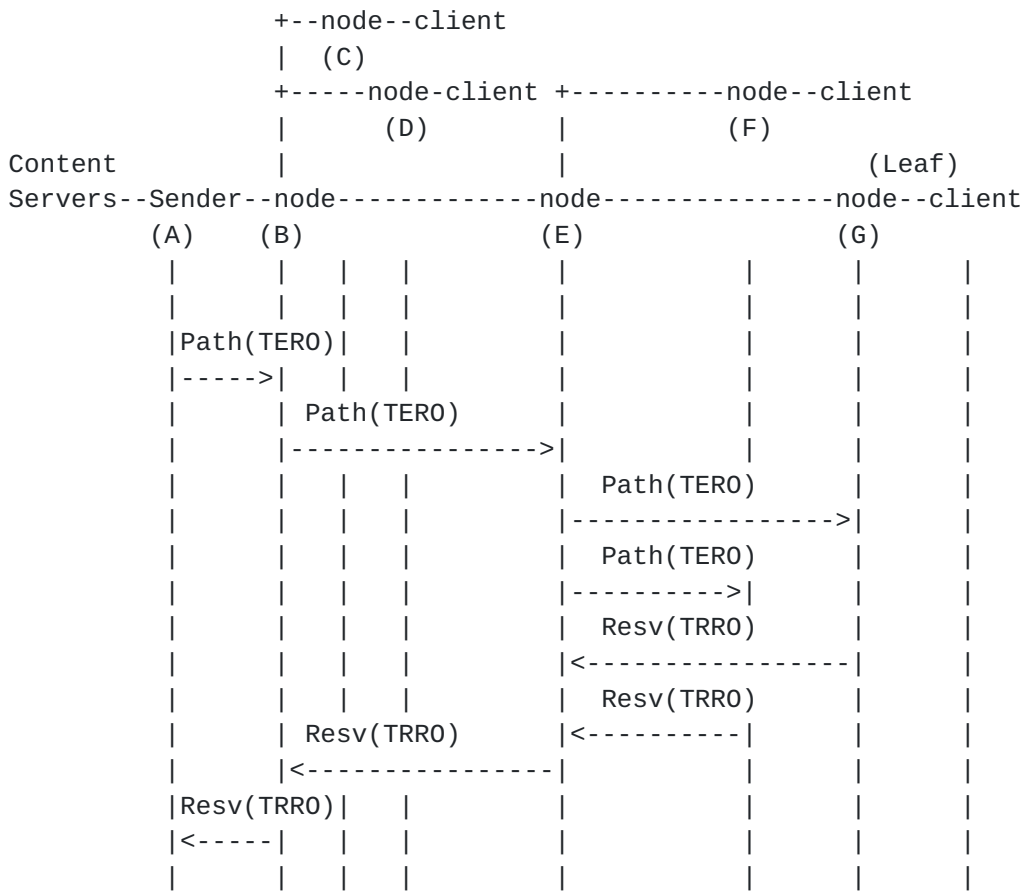 +--node--client
|  (C)
+-----node-client +----------node--client
|      (D)        |          (F)
Content          |                 |                   (Leaf)
Servers--Sender--node-------------node---------------node--client
(A)    (B)               (E)                (G)
|      |   |   |         |           |      |      |
|      |   |   |         |           |      |      |
|Path(TERO)|   |         |           |      |      |
|----->|   |   |         |           |      |      |
|      | Path(TERO)      |           |      |      |
|      |---------------->|           |      |      |
|      |   |   |         |  Path(TERO)      |      |
|      |   |   |         |----------------->|      |
|      |   |   |         |  Path(TERO)      |      |
|      |   |   |         |---------->|      |      |
|      |   |   |         |  Resv(TRRO)      |      |
|      |   |   |         |<-----------------|      |
|      |   |   |         |  Resv(TRRO)      |      |
|      | Resv(TRRO)      |<----------|      |      |
|      |<----------------|           |      |      |
|Resv(TRRO)|   |         |           |      |      |
|<-----|   |   |         |           |      |      |
|      |   |   |         |           |      |      |